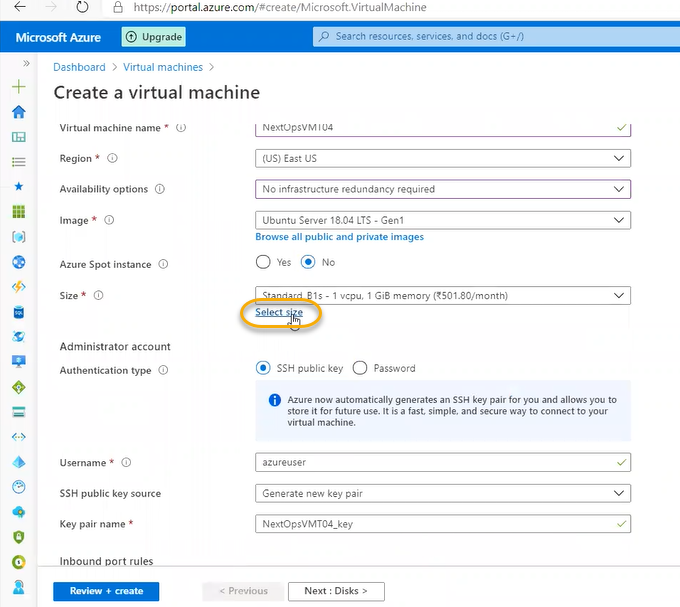 https://portal.azure.com/#create/Microsoft.VirtualMachine
Microsoft Azure
Upgrade
Search resources, services, and docs (G+/)
Dashboard > Virtual machines >
Create a virtual machine
Virtual machine name *
NextOpsVMT04
Region *
(US) East US
Availability options
No infrastructure redundancy required
Image *
Ubuntu Server 18.04 LTS - Gen1
Browse all public and private images
Azure Spot instance
Yes
No
Size *
Standard_B1s - 1 vcpu, 1 GiB memory (₹501.80/month)
Select size
Administrator account
Authentication type
SSH public key
Password
Azure now automatically generates an SSH key pair for you and allows you to
store it for future use. It is a fast, simple, and secure way to connect to your
virtual machine.
Username *
azureuser
SSH public key source
Generate new key pair
Key pair name *
NextOpsVMT04_key
Inbound port rules
Review + create
< Previous
Next : Disks >